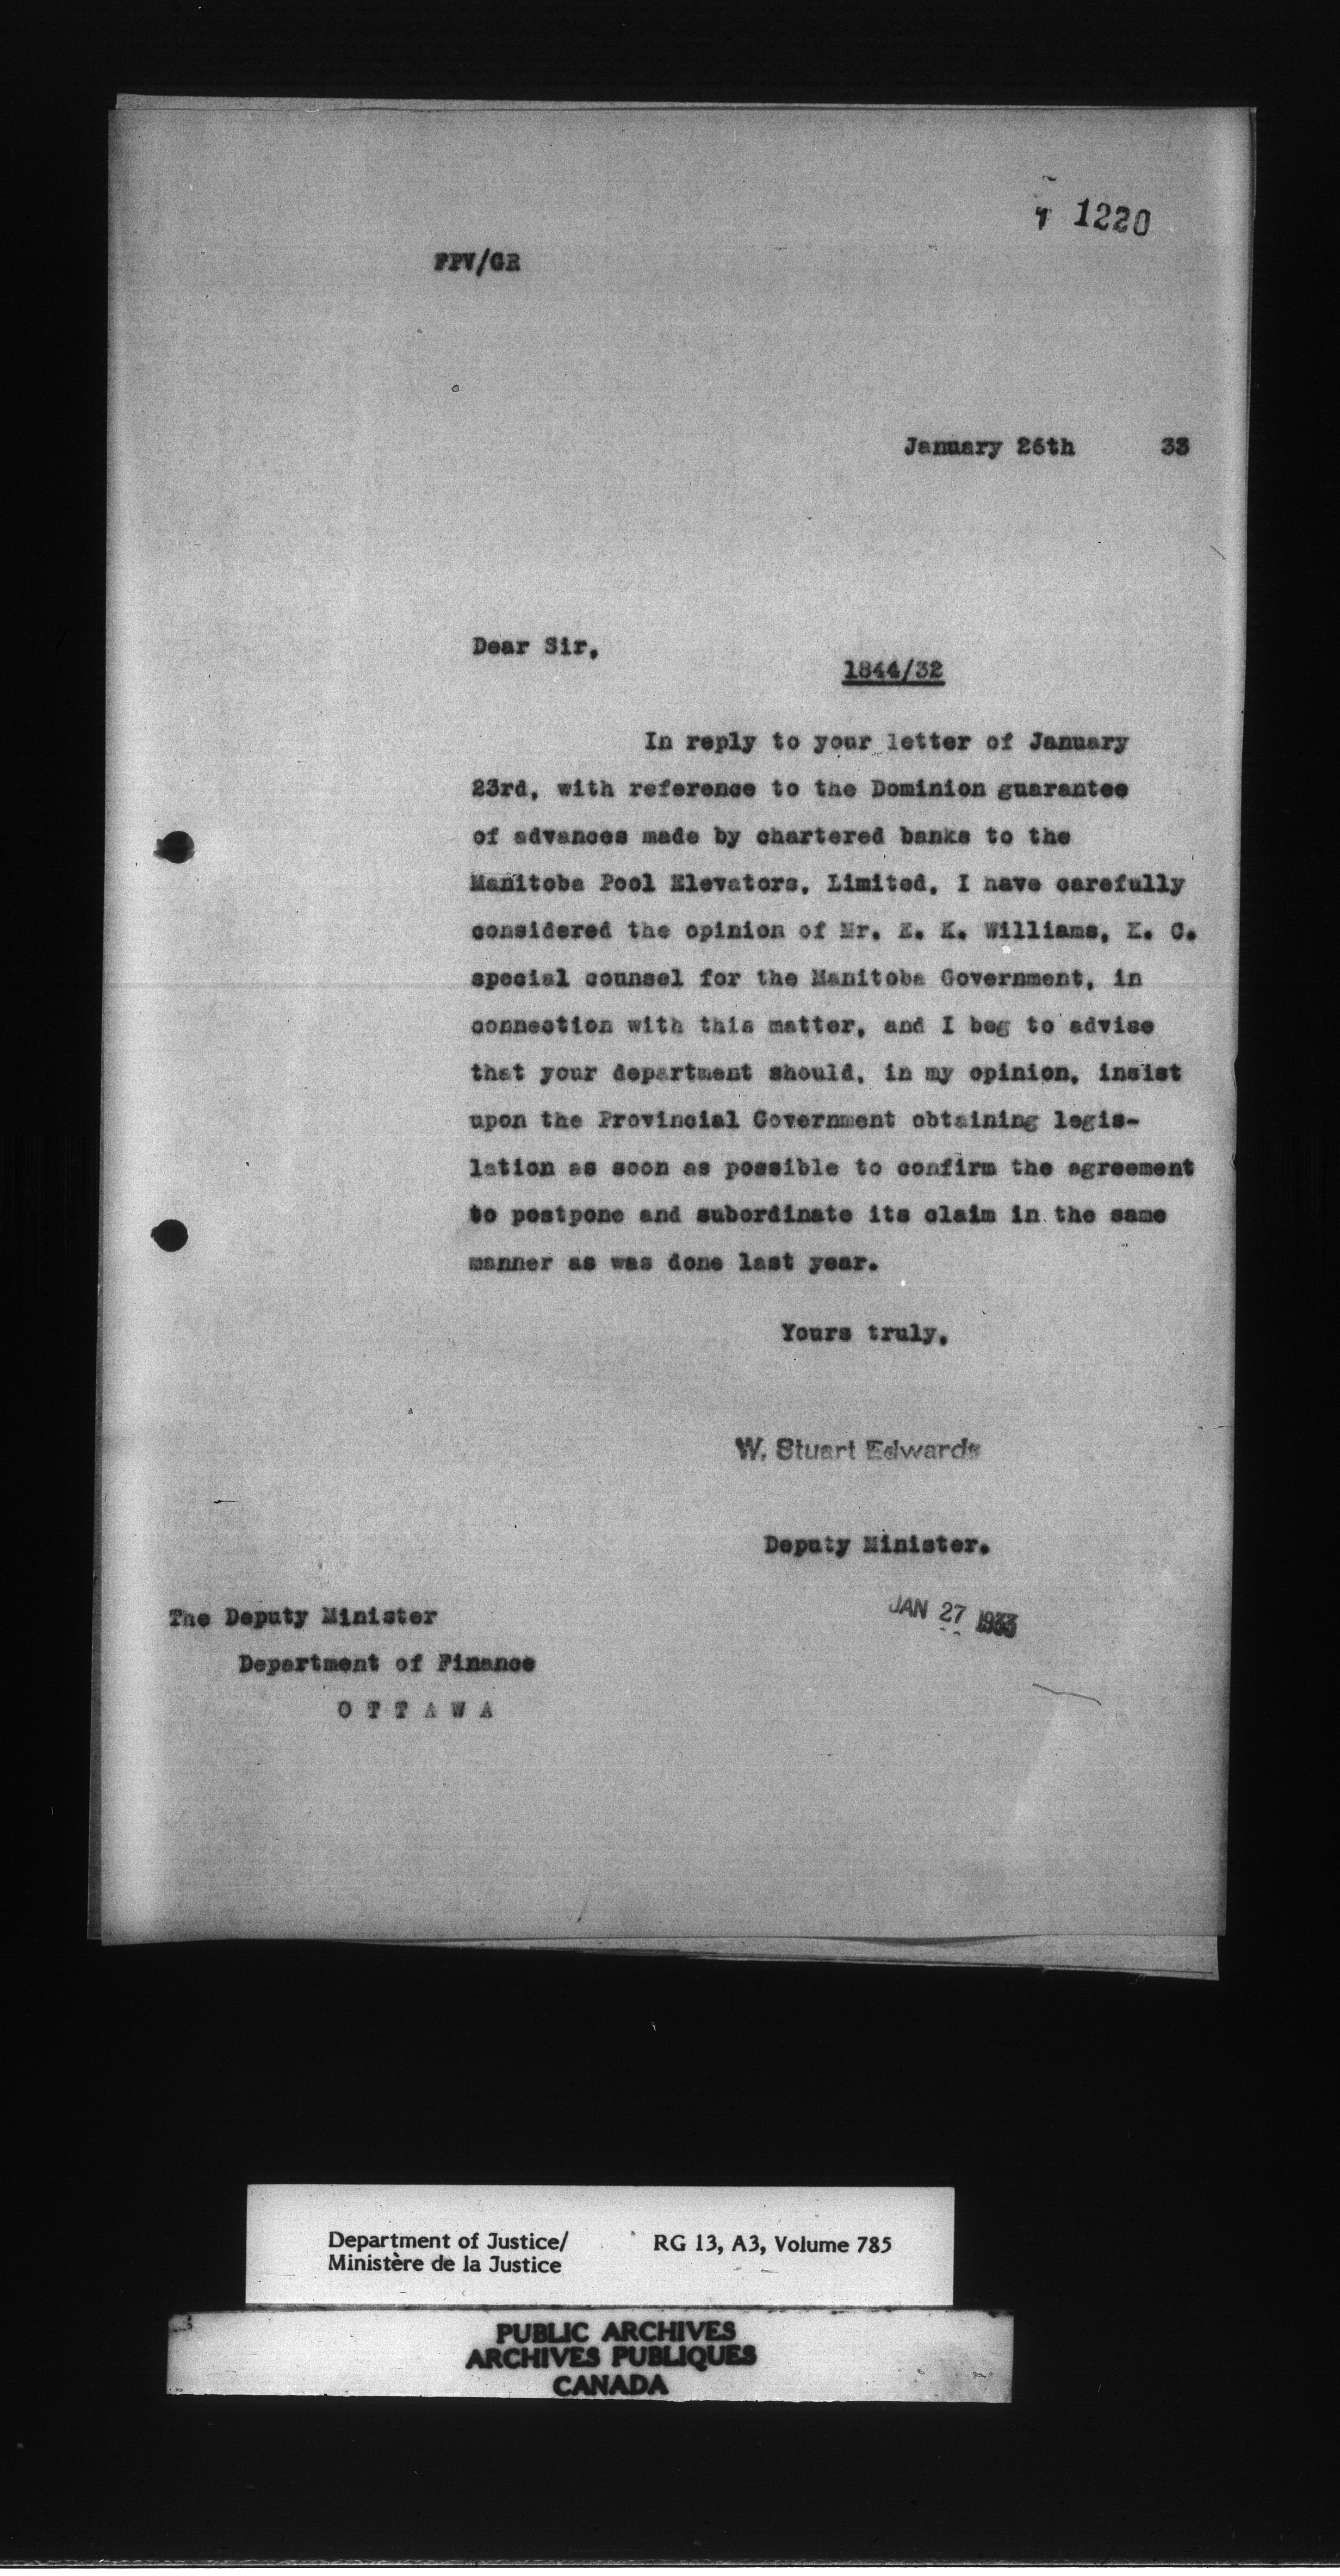 1220
FPV/GR
January 26th 33
Dear Sir,
1844/32
In reply to your letter of January
23rd, with reference to the Dominion guarantee
of advances made by chartered banks to the
Manitoba Pool Elevators, Limited, I have carefully
considered the opinion of Mr. E. K. Williams, K. C.
special counsel for the Manitoba Government, in
connection with this matter, and I beg to advise
that your department should, in my opinion, insist
upon the Provincial Government obtaining legis-
lation as soon as possible to confirm the agreement
to postpone and subordinate its claim in the same
manner as was done last year.
Yours truly,
W. Stuart Edwards
Deputy Minister.
JAN 27 1933
The Deputy Minister
Department of Finance
O T T A W A
Department of Justice/ RG 13, A3, Volume 785
Ministère de la Justice
PUBLIC ARCHIVES
ARCHIVES PUBLIQUES
CANADA